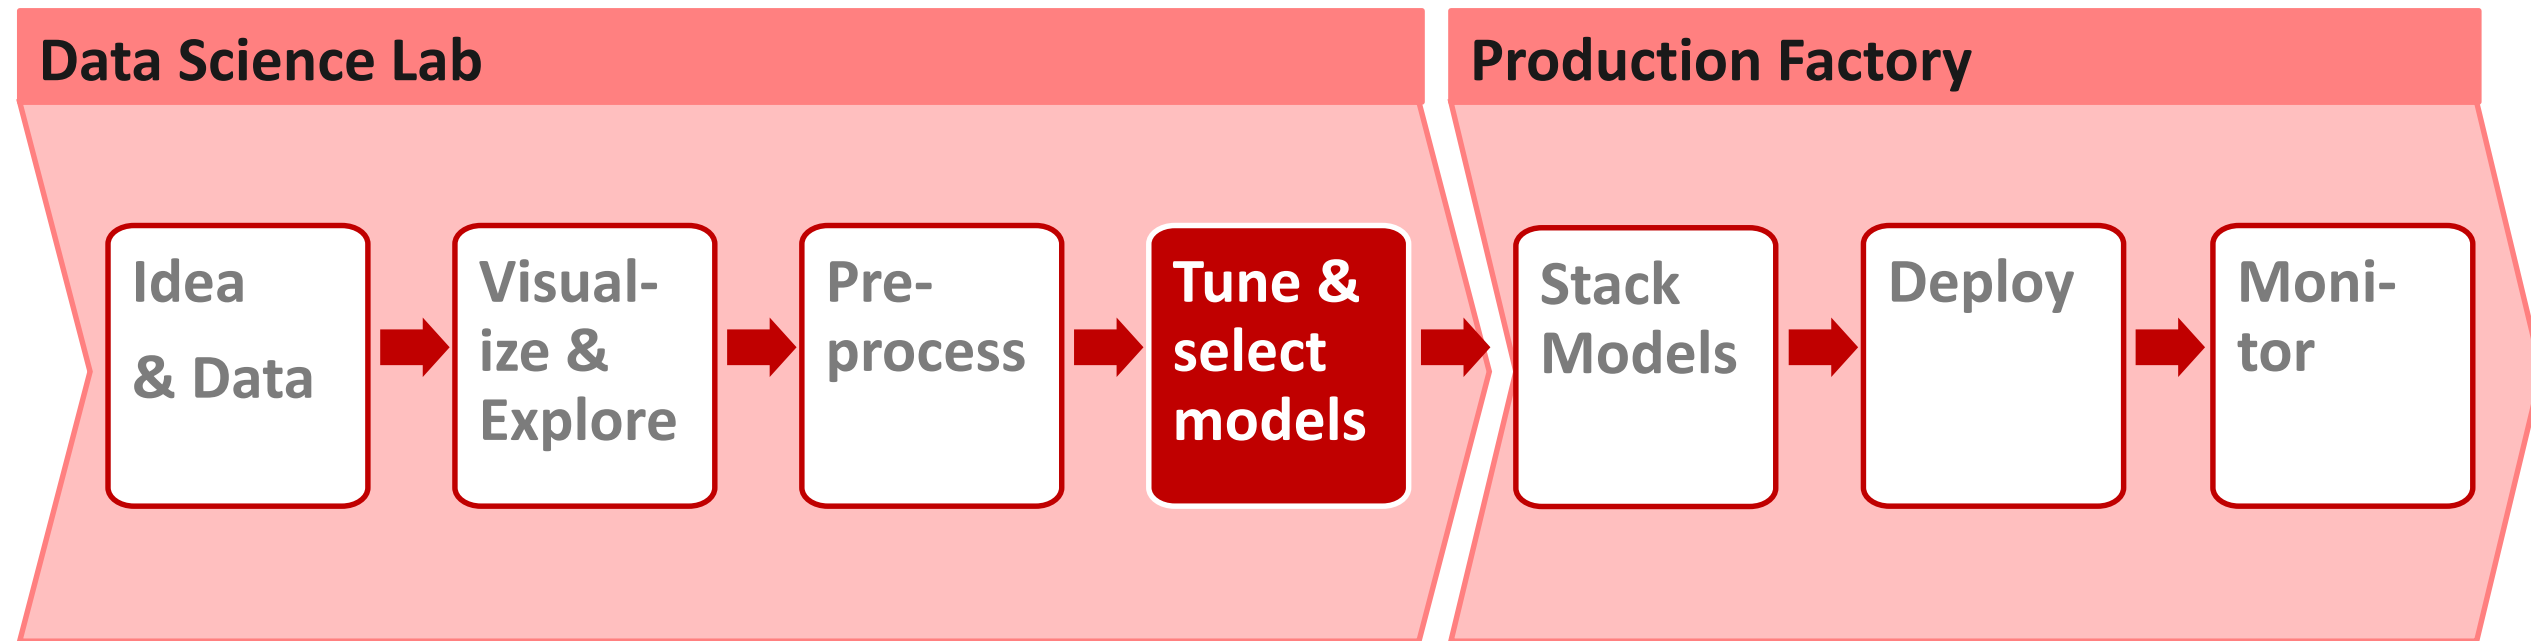 Data Science Lab
Production Factory
Idea
& Data
Visual-
ize &
Explore
Pre-
process
Tune &
select
models
Stack
Models
Deploy
Moni-
tor